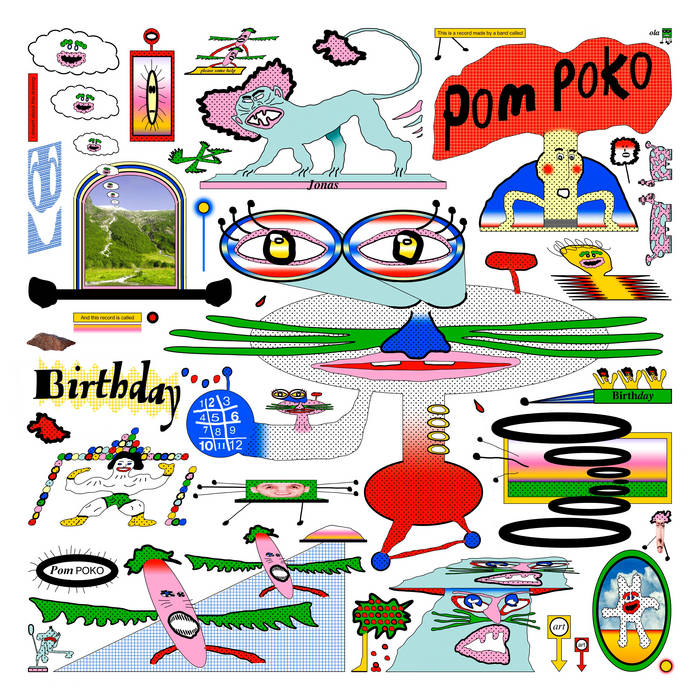 This is a record made by a band called
ola
please some help
pom poko
Jonas
And this record is called
Birthday
1 2 3
4 5 6
7 8 9
10 11 12
Birthday
Pom POKO
art
art